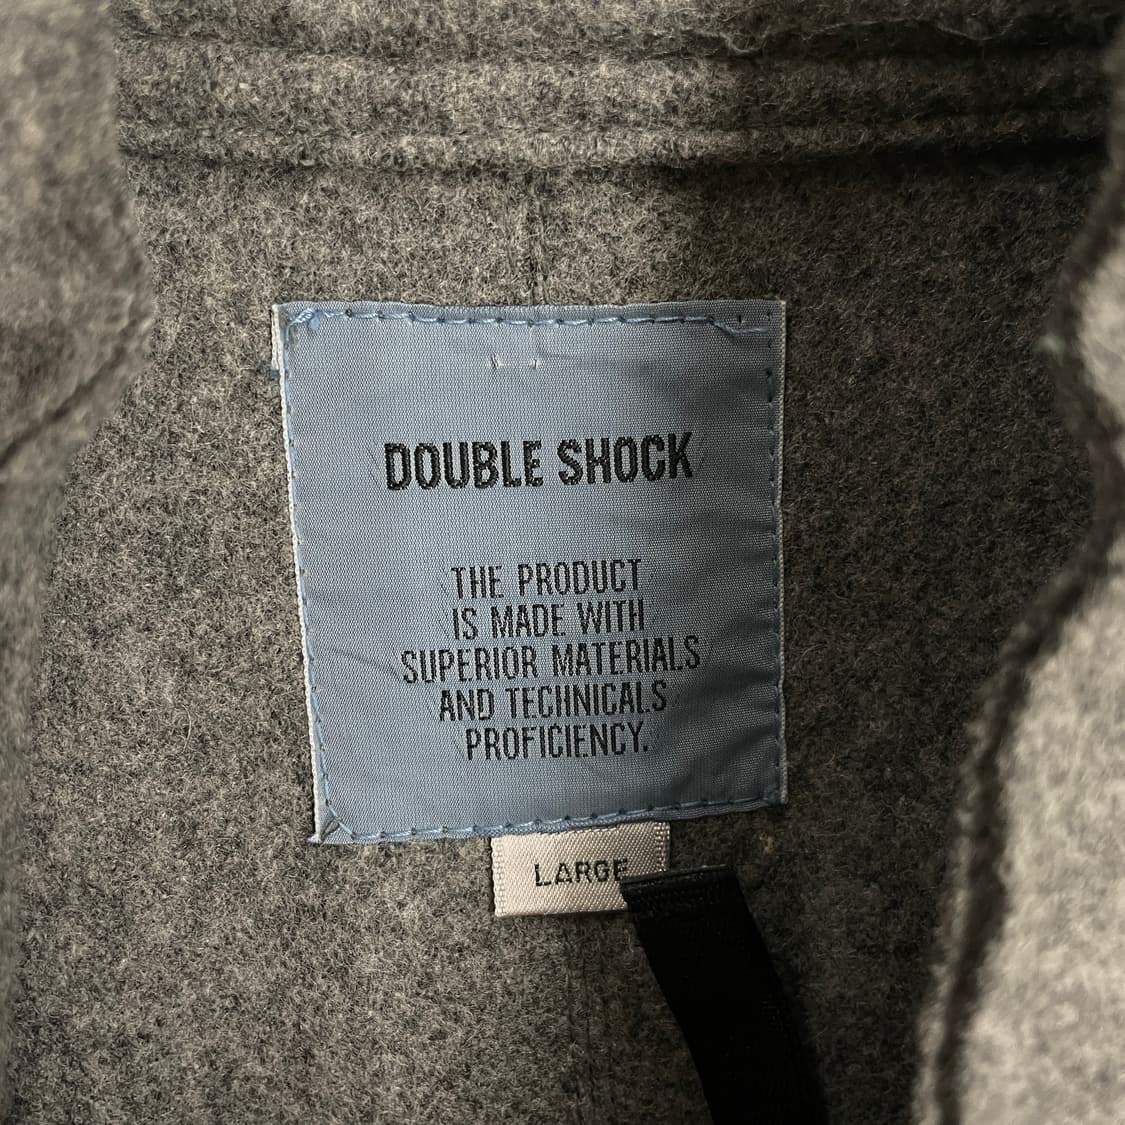 DOUBLE SHOCK
THE PRODUCT
IS MADE WITH
SUPERIOR MATERIALS
AND TECHNICALS
PROFICIENCY.
LARGE